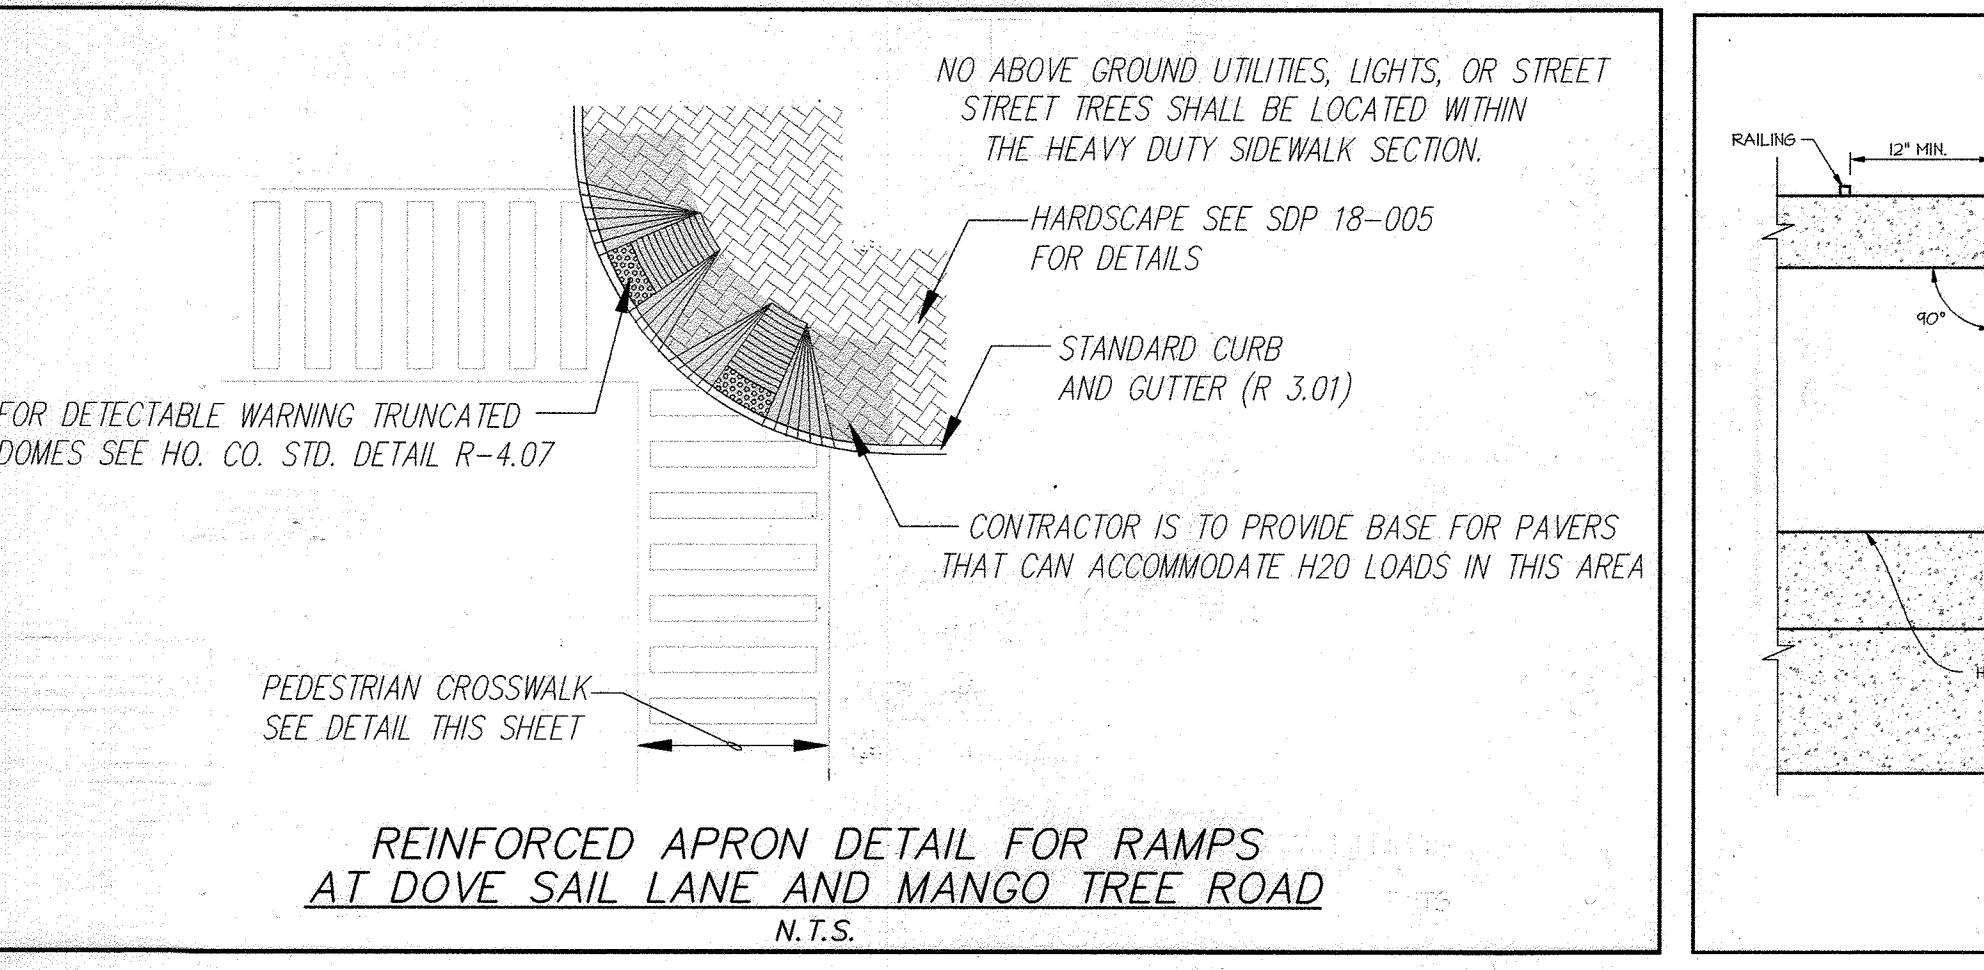 NO ABOVE GROUND UTILITIES, LIGHTS, OR STREET
STREET TREES SHALL BE LOCATED WITHIN
THE HEAVY DUTY SIDEWALK SECTION.
HARDSCAPE SEE SDP 18-005
FOR DETAILS
STANDARD CURB
AND GUTTER (R 3.01)
FOR DETECTABLE WARNING TRUNCATED
DOMES SEE HO. CO. STD. DETAIL R-4.07
CONTRACTOR IS TO PROVIDE BASE FOR PAVERS
THAT CAN ACCOMMODATE H20 LOADS IN THIS AREA
PEDESTRIAN CROSSWALK
SEE DETAIL THIS SHEET
REINFORCED APRON DETAIL FOR RAMPS
AT DOVE SAIL LANE AND MANGO TREE ROAD
N.T.S.
RAILING
12" MIN.
90°